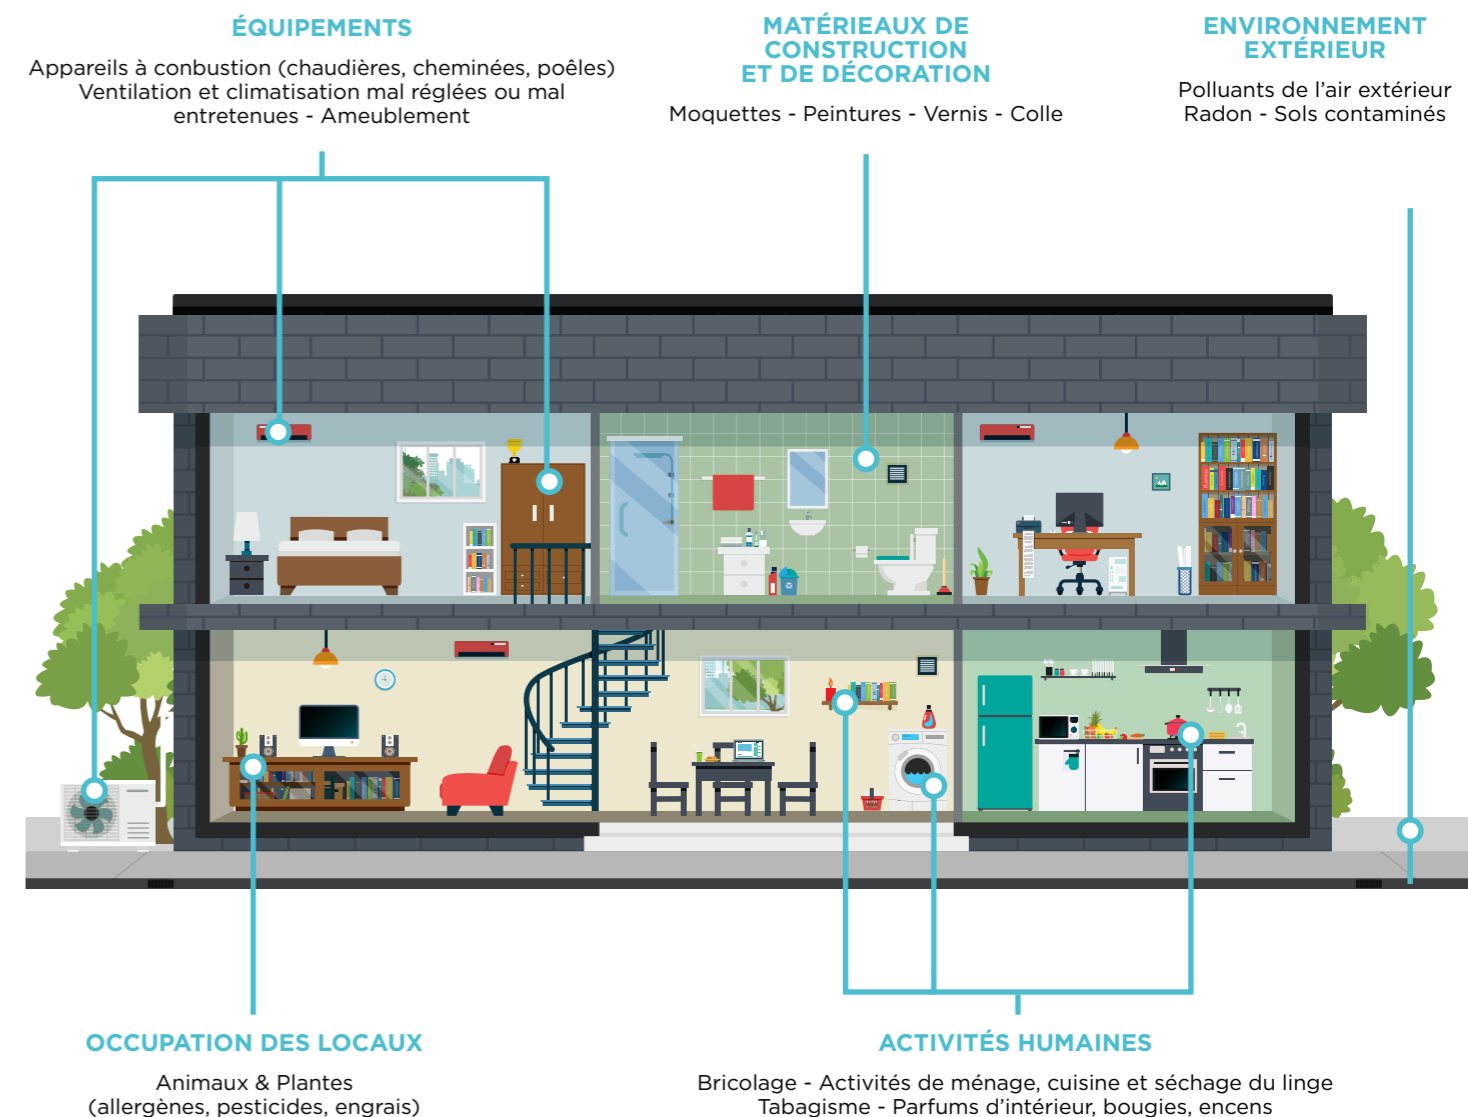 ÉQUIPEMENTS
Appareils à conbustion (chaudières, cheminées, poêles)
Ventilation et climatisation mal réglées ou mal
entretenues - Ameublement
MATÉRIEAUX DE
CONSTRUCTION
ET DE DÉCORATION
Moquettes - Peintures - Vernis - Colle
ENVIRONNEMENT
EXTÉRIEUR
Polluants de l’air extérieur
Radon - Sols contaminés
OCCUPATION DES LOCAUX
Animaux & Plantes
(allergènes, pesticides, engrais)
ACTIVITÉS HUMAINES
Bricolage - Activités de ménage, cuisine et séchage du linge
Tabagisme - Parfums d’intérieur, bougies, encens